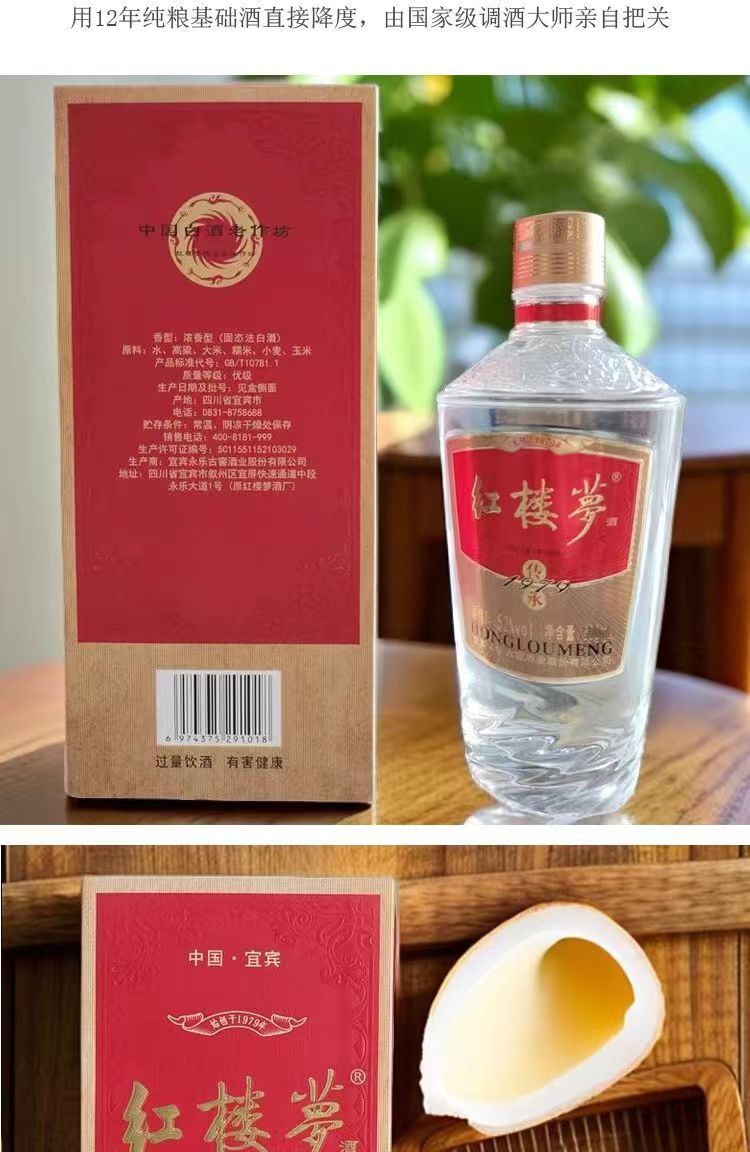 用12年纯粮基础酒直接降度，由国家级调酒大师亲自把关
中国白酒老作坊
香型：浓香型（固态法白酒）
原料：水、高粱、大米、糯米、小麦、玉米
产品标准代号：GB/T10781.1
质量等级：优级
生产日期及批号：见盒侧面
产地：四川省宜宾市
电话：0831-8758688
贮存条件：常温、阴凉干燥处保存
销售电话：400-8181-999
生产许可证编号：SC11551152103029
生产商：宜宾永乐古窖酒业股份有限公司
地址：四川省宜宾市叙州区宜屏快速通道中段
永乐大道1号（原红楼梦酒厂）
6 974375 291018
过量饮酒 有害健康
红楼梦®
酒
传
1979
承
52%vol 净含量
HONGLOUMENG
中国·宜宾
始创于1979年
红楼梦®
酒